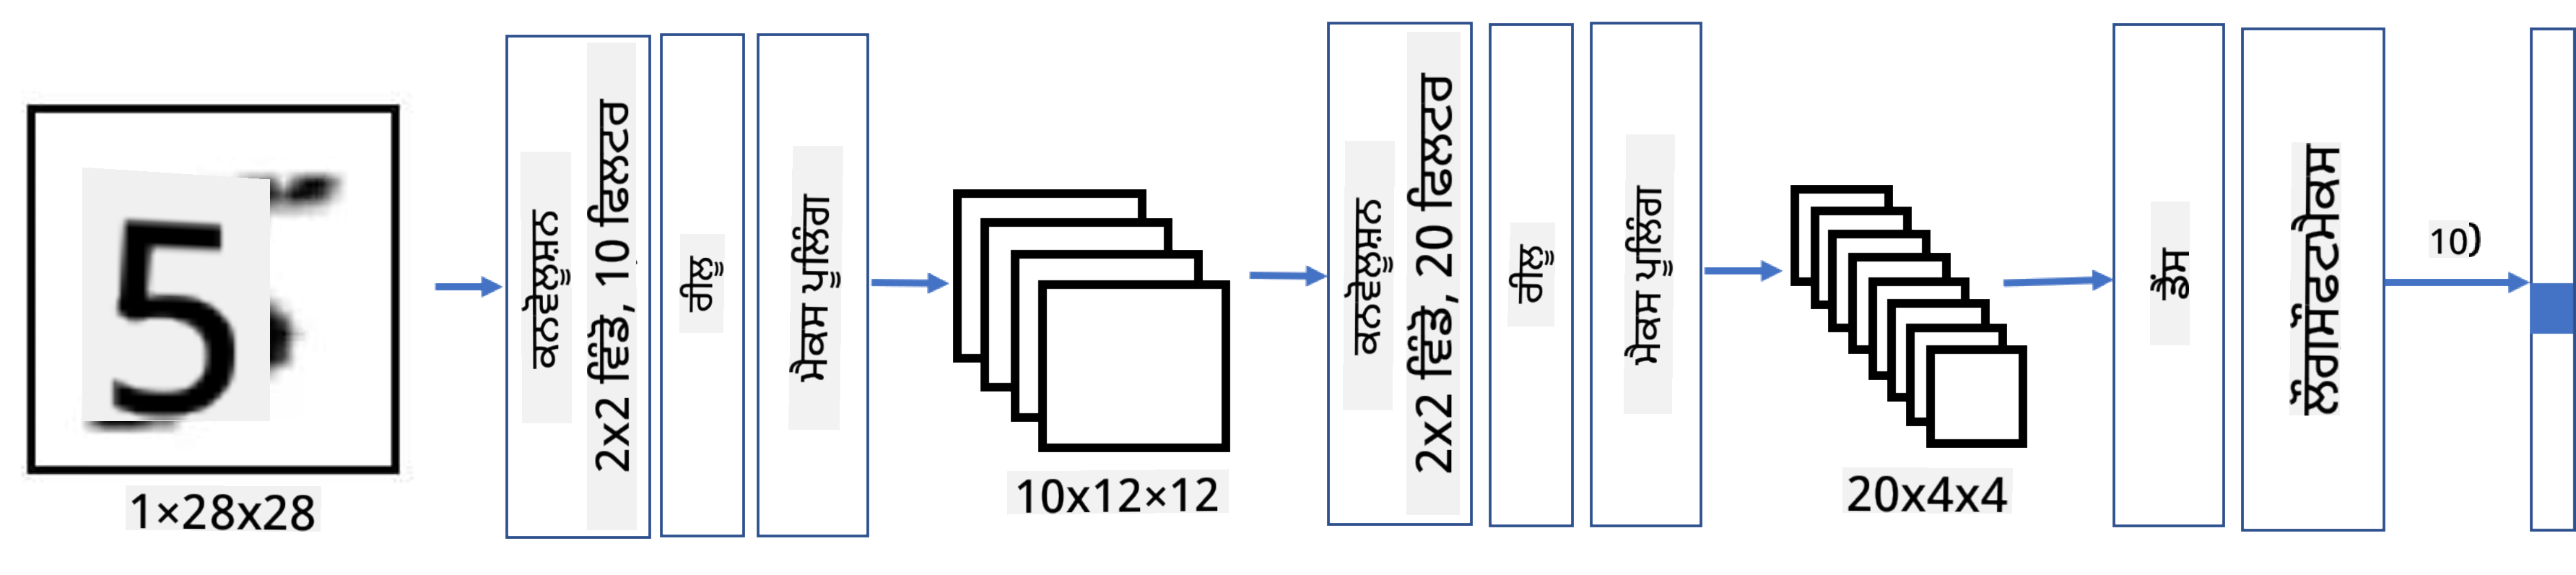 5
1×28x28
ਕਨਵੋਲੂਸ਼ਨ
2x2 ਵਿੰਡੋ, 10 ਫਿਲਟਰ
ਰੀਲੂ
ਮੈਕਸ ਪੂਲਿੰਗ
10x12×12
ਕਨਵੋਲੂਸ਼ਨ
2x2 ਵਿੰਡੋ, 20 ਫਿਲਟਰ
ਰੀਲੂ
ਮੈਕਸ ਪੂਲਿੰਗ
20x4x4
ਡੈਂਸ
ਲੌਗਸੌਫਟਮੈਕਸ
10)